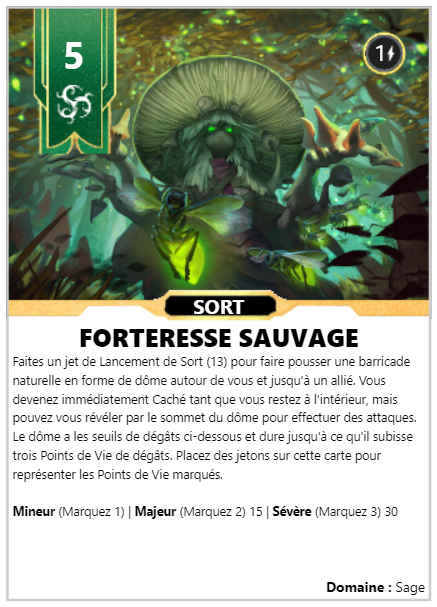 5
1
SORT
FORTERESSE SAUVAGE
Faites un jet de Lancement de Sort (13) pour faire pousser une barricade
naturelle en forme de dôme autour de vous et jusqu'à un allié. Vous
devenez immédiatement Caché tant que vous restez à l'intérieur, mais
pouvez vous révéler par le sommet du dôme pour effectuer des attaques.
Le dôme a les seuils de dégâts ci-dessous et dure jusqu'à ce qu'il subisse
trois Points de Vie de dégâts. Placez des jetons sur cette carte pour
représenter les Points de Vie marqués.
Mineur (Marquez 1) | Majeur (Marquez 2) 15 | Sévère (Marquez 3) 30
Domaine : Sage